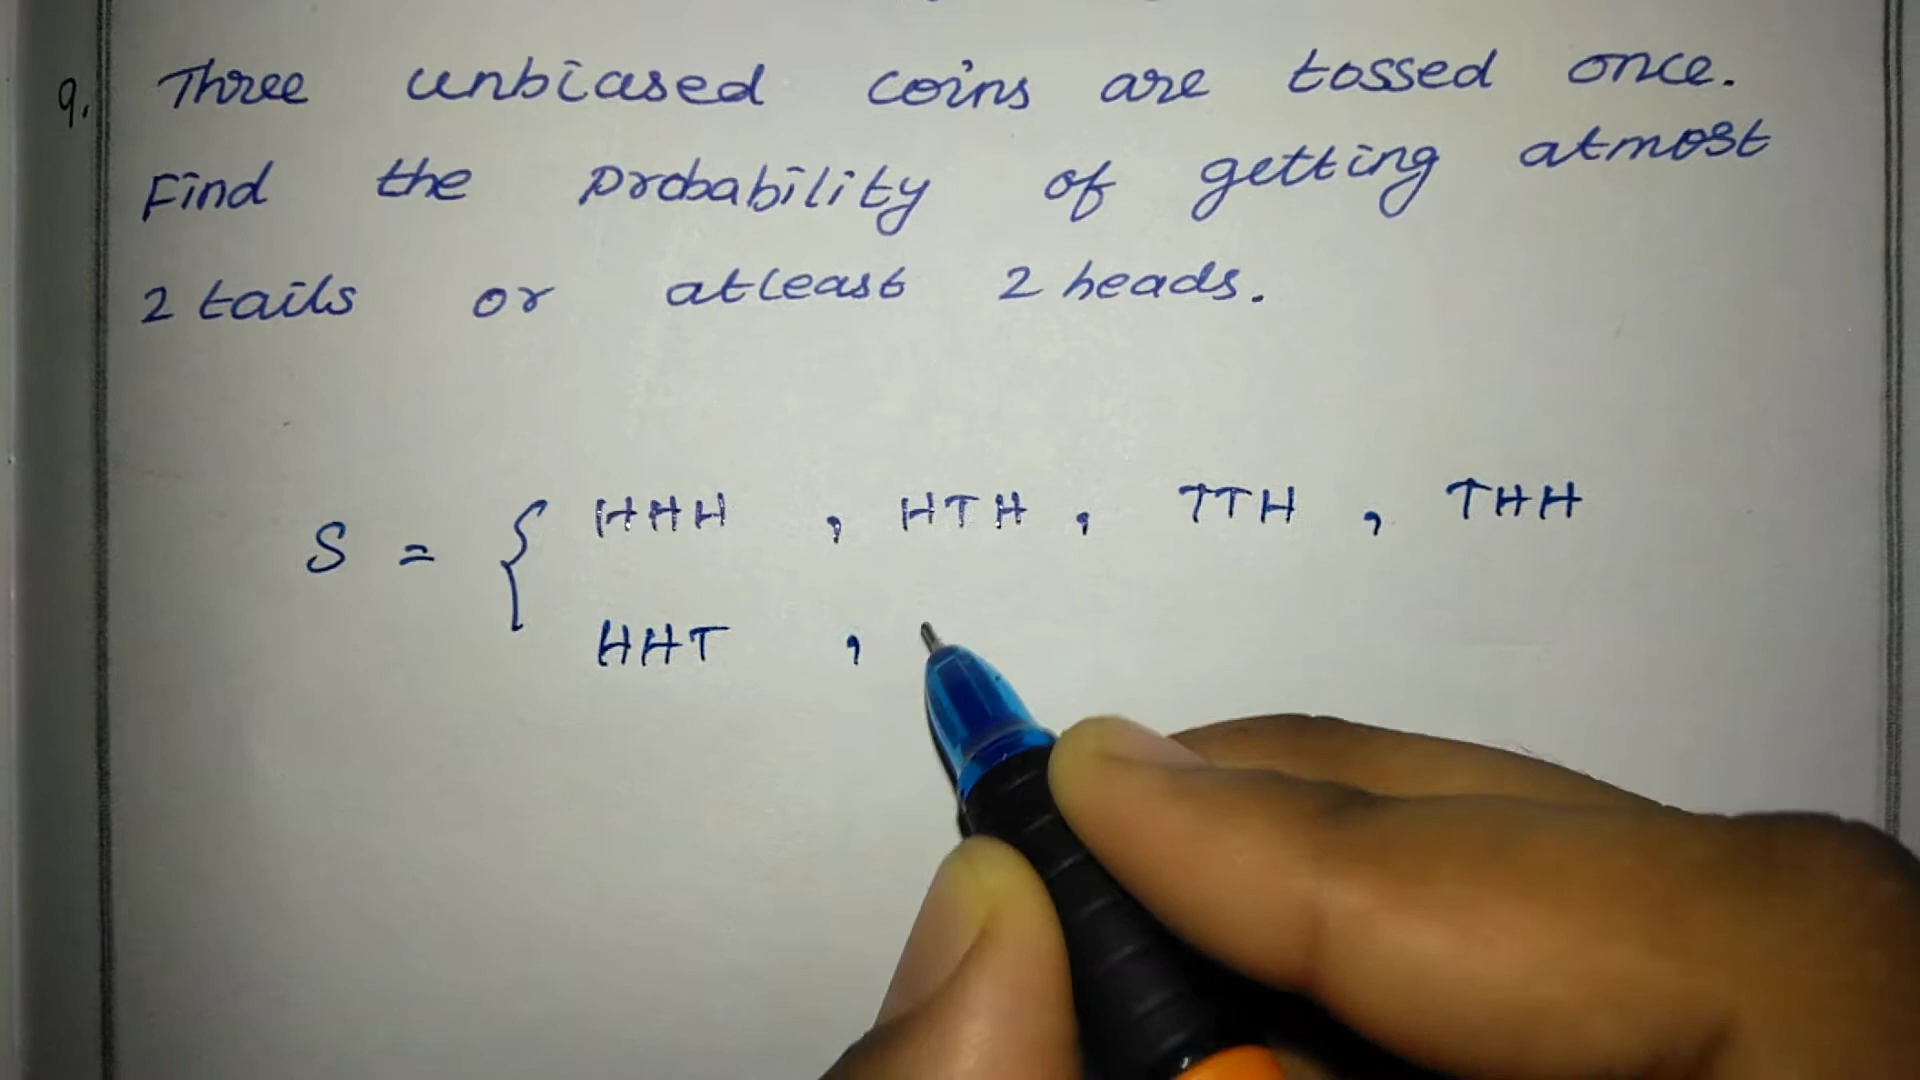 9. Three unbiased coins are tossed once.
Find the probability of getting atmost
2 tails or atleast 2 heads.
S = { HHH , HTH , TTH , THH
HHT ,